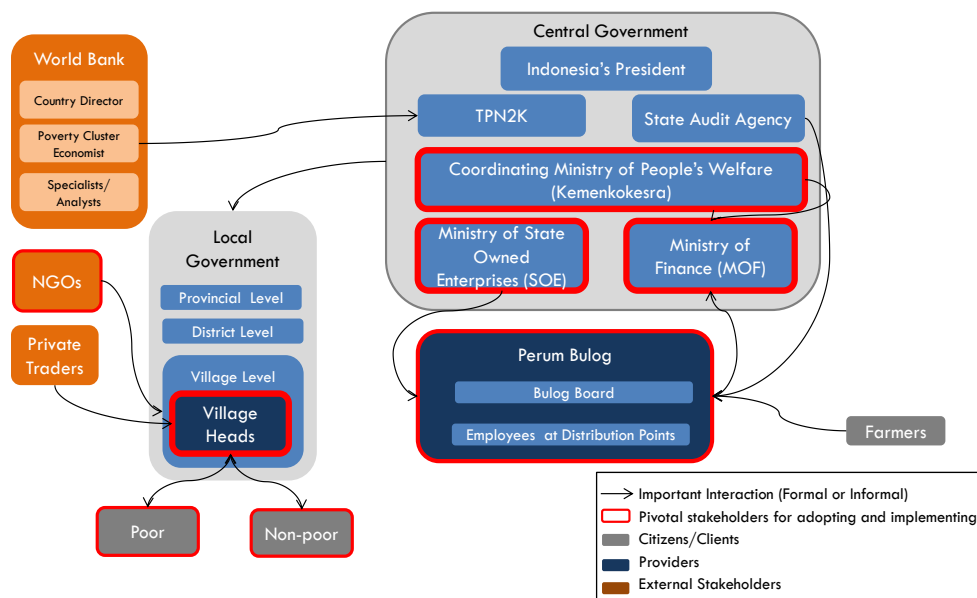 World Bank
Country Director
Poverty Cluster
Economist
Specialists/
Analysts
Central Government
Indonesia's President
TPN2K
State Audit Agency
Coordinating Ministry of People's Welfare
(Kemenkokesra)
Ministry of State
Owned
Enterprises (SOE)
Ministry of
Finance (MOF)
Local
Government
Provincial Level
District Level
Village Level
Village
Heads
NGOs
Private
Traders
Perum Bulog
Bulog Board
Employees at Distribution Points
Farmers
Poor
Non-poor
Important Interaction (Formal or Informal)
Pivotal stakeholders for adopting and implementing
Citizens/Clients
Providers
External Stakeholders